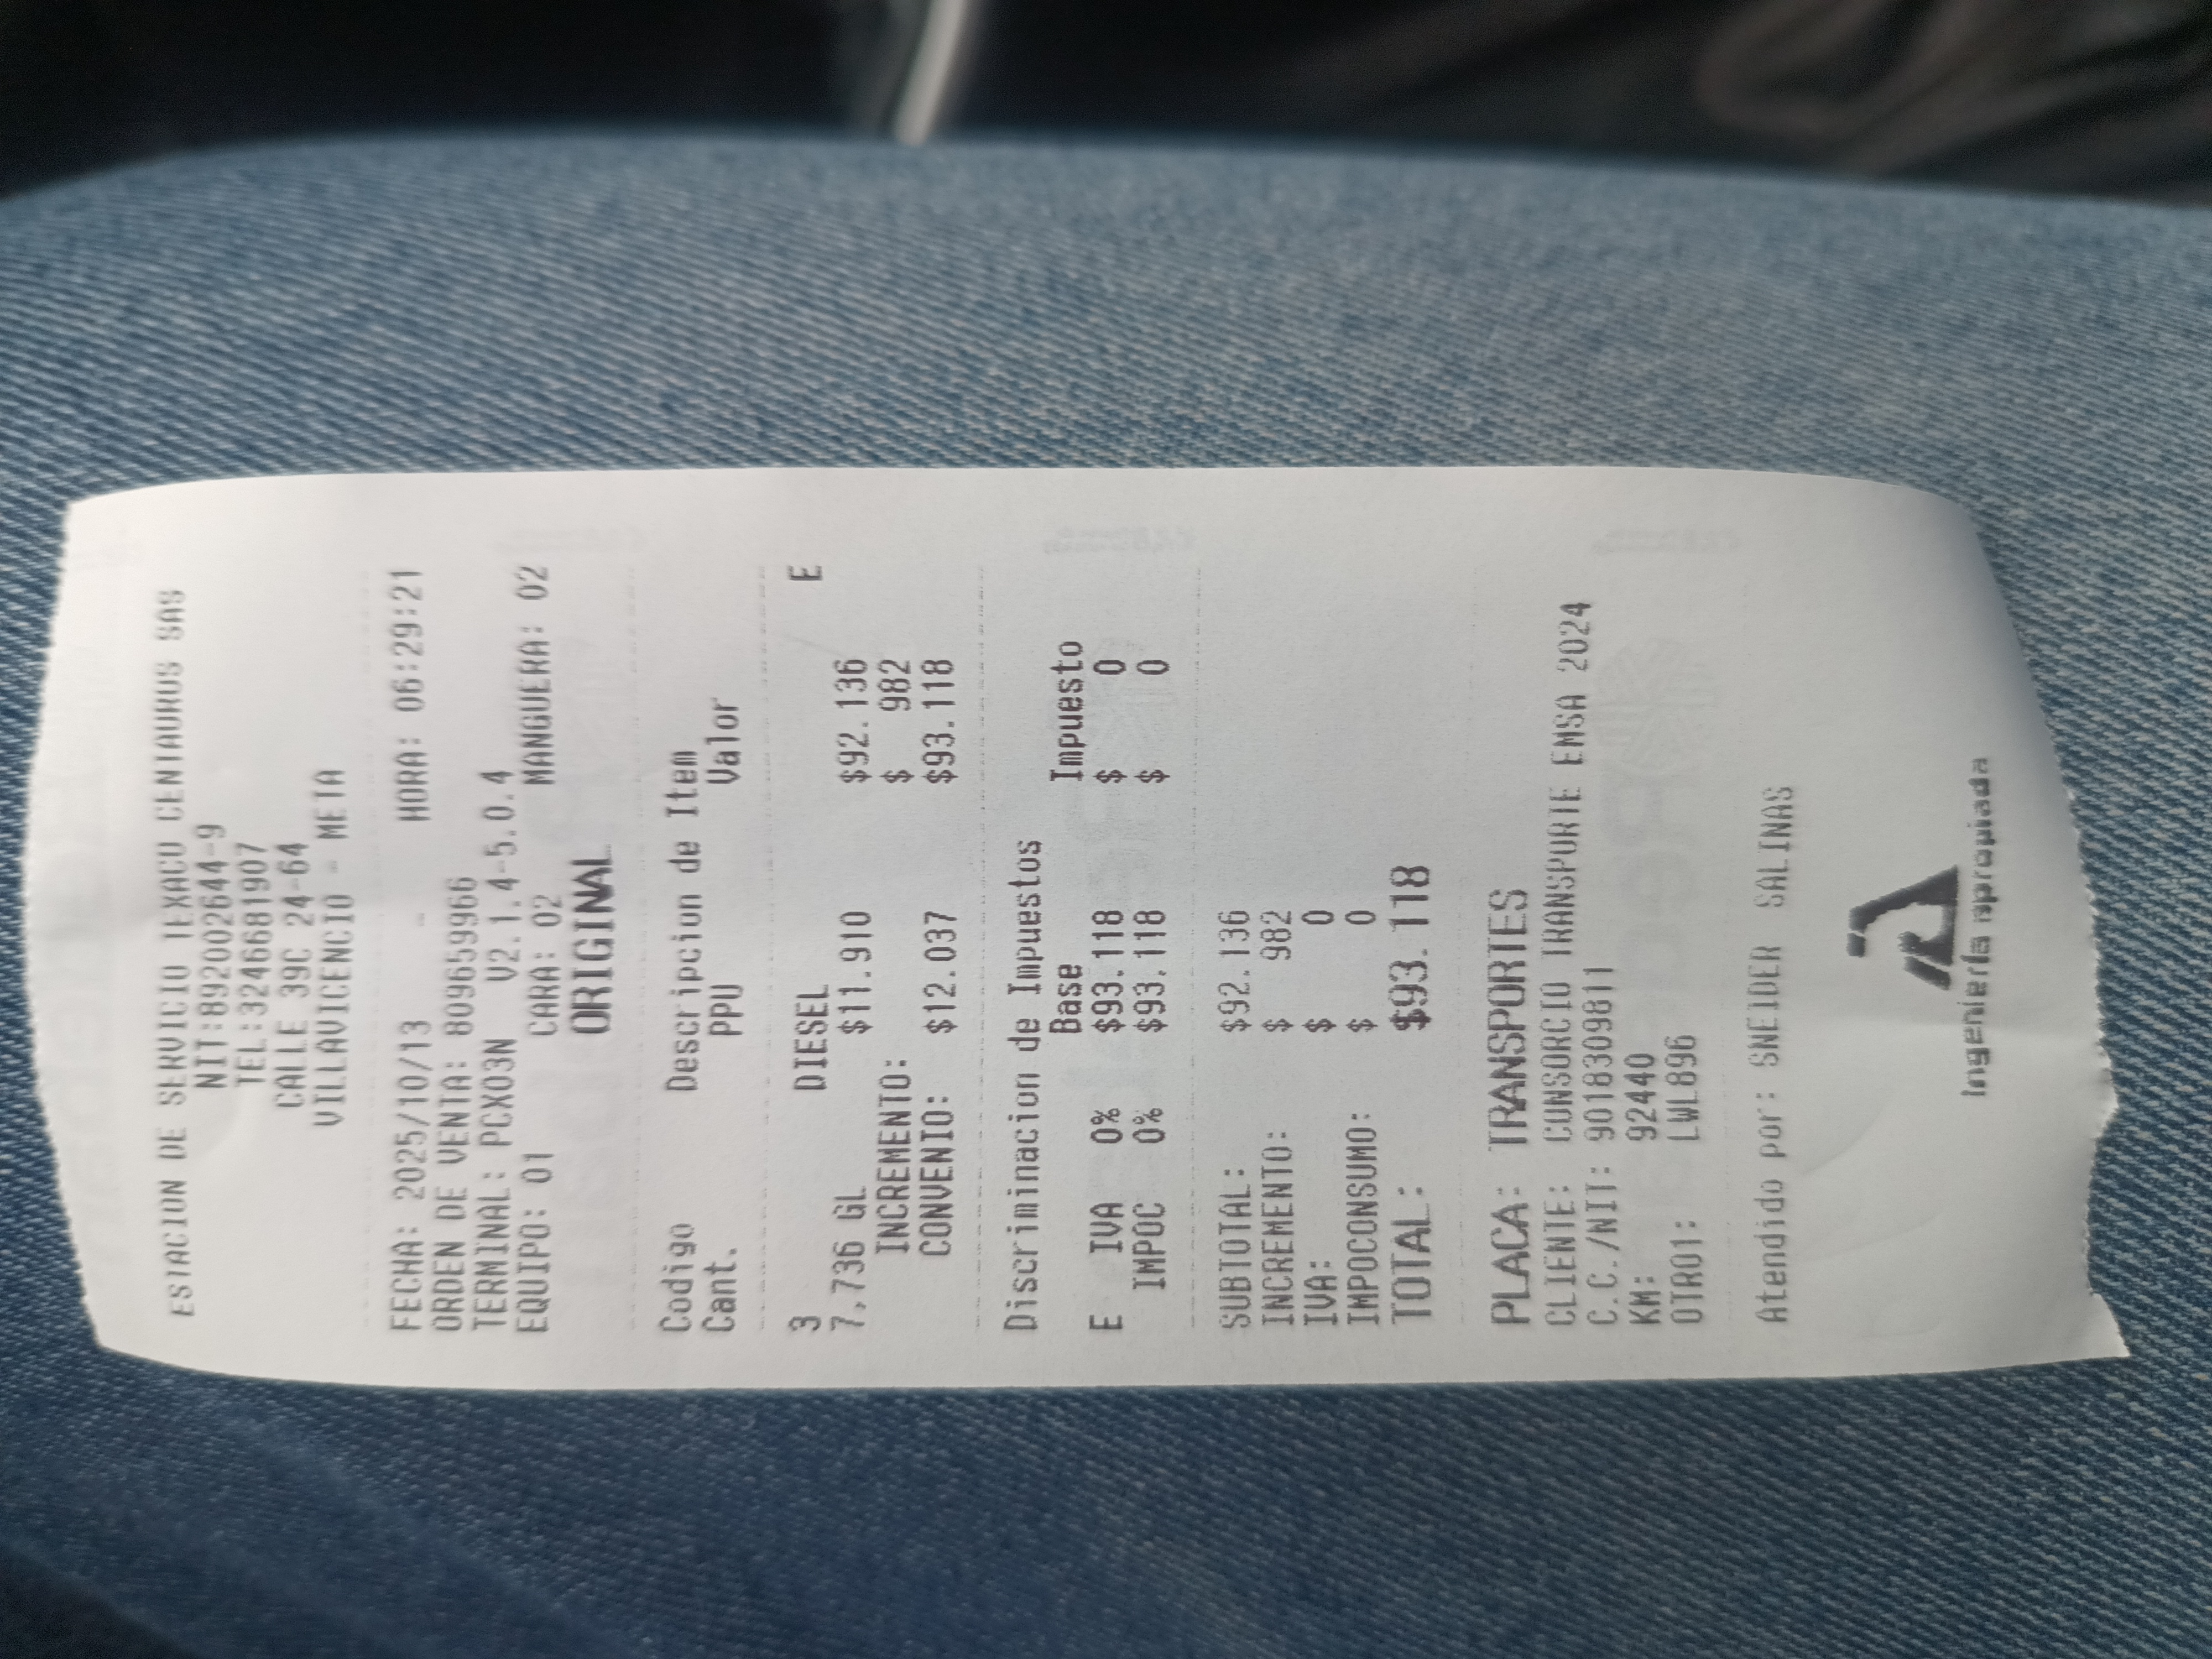 ESTACION DE SERVICIO TEXACO CENTAUROS SAS
NIT:892002644-9
TEL:3246681907
CALLE 39C 24-64
VILLAVICENCIO - META
FECHA: 2025/10/13 - HORA: 06:29:21
ORDEN DE VENTA: 8096659966
TERMINAL: PCX03N V2.1.4-5.0.4
EQUIPO: 01 CARA: 02 MANGUERA: 02
ORIGINAL
Codigo Descripcion de Item
Cant. PPU Valor
3 DIESEL E
7,736 GL $11.910 $92.136
INCREMENTO: $ 982
CONVENIO: $12.037 $93.118
Discriminacion de Impuestos
Base Impuesto
E IVA 0% $93.118 $ 0
IMPOC 0% $93.118 $ 0
SUBTOTAL: $92.136
INCREMENTO: $ 982
IVA: $ 0
IMPOCONSUMO: $ 0
TOTAL: $93.118
PLACA: TRANSPORTES
CLIENTE: CONSORCIO TRANSPORTE EMSA 2024
C.C./NIT: 9018309811
KM: 92440
OTRO1: LWL896
Atendido por: SNEIDER SALINAS
Ingeniería apropiada